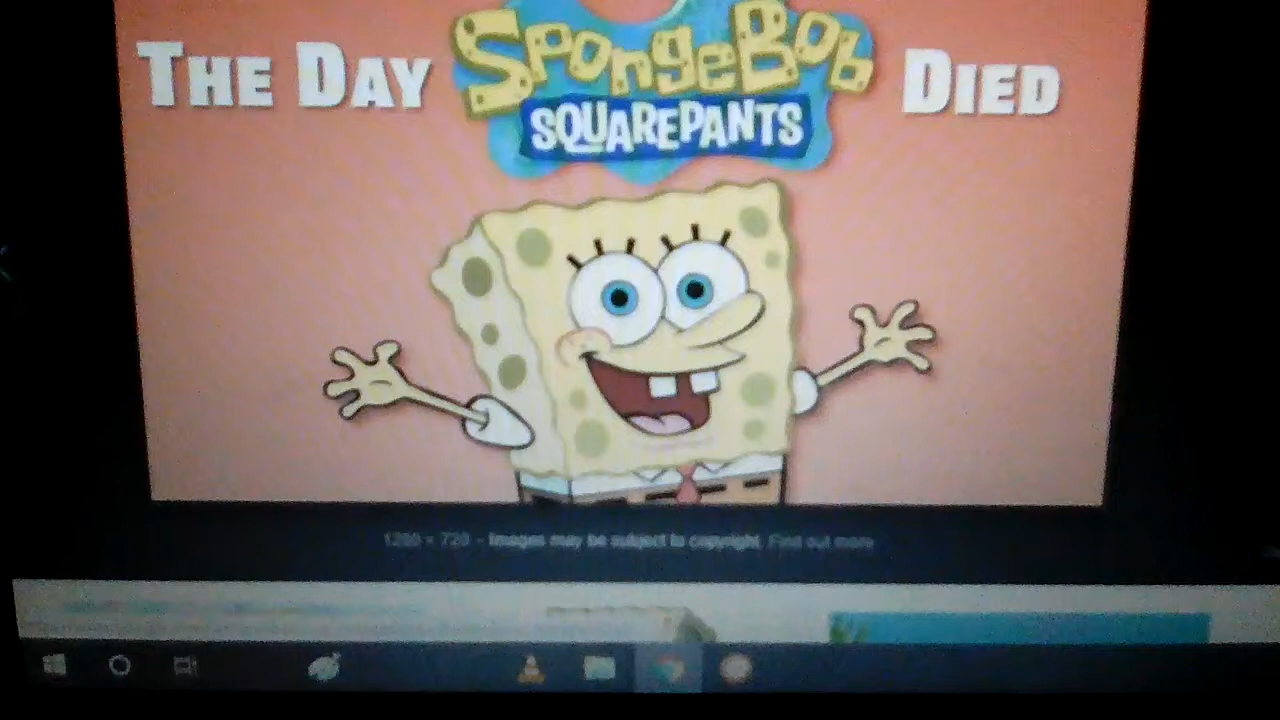 The Day SpongeBob Died
SQUAREPANTS
1280 × 720 - Images may be subject to copyright. Find out more